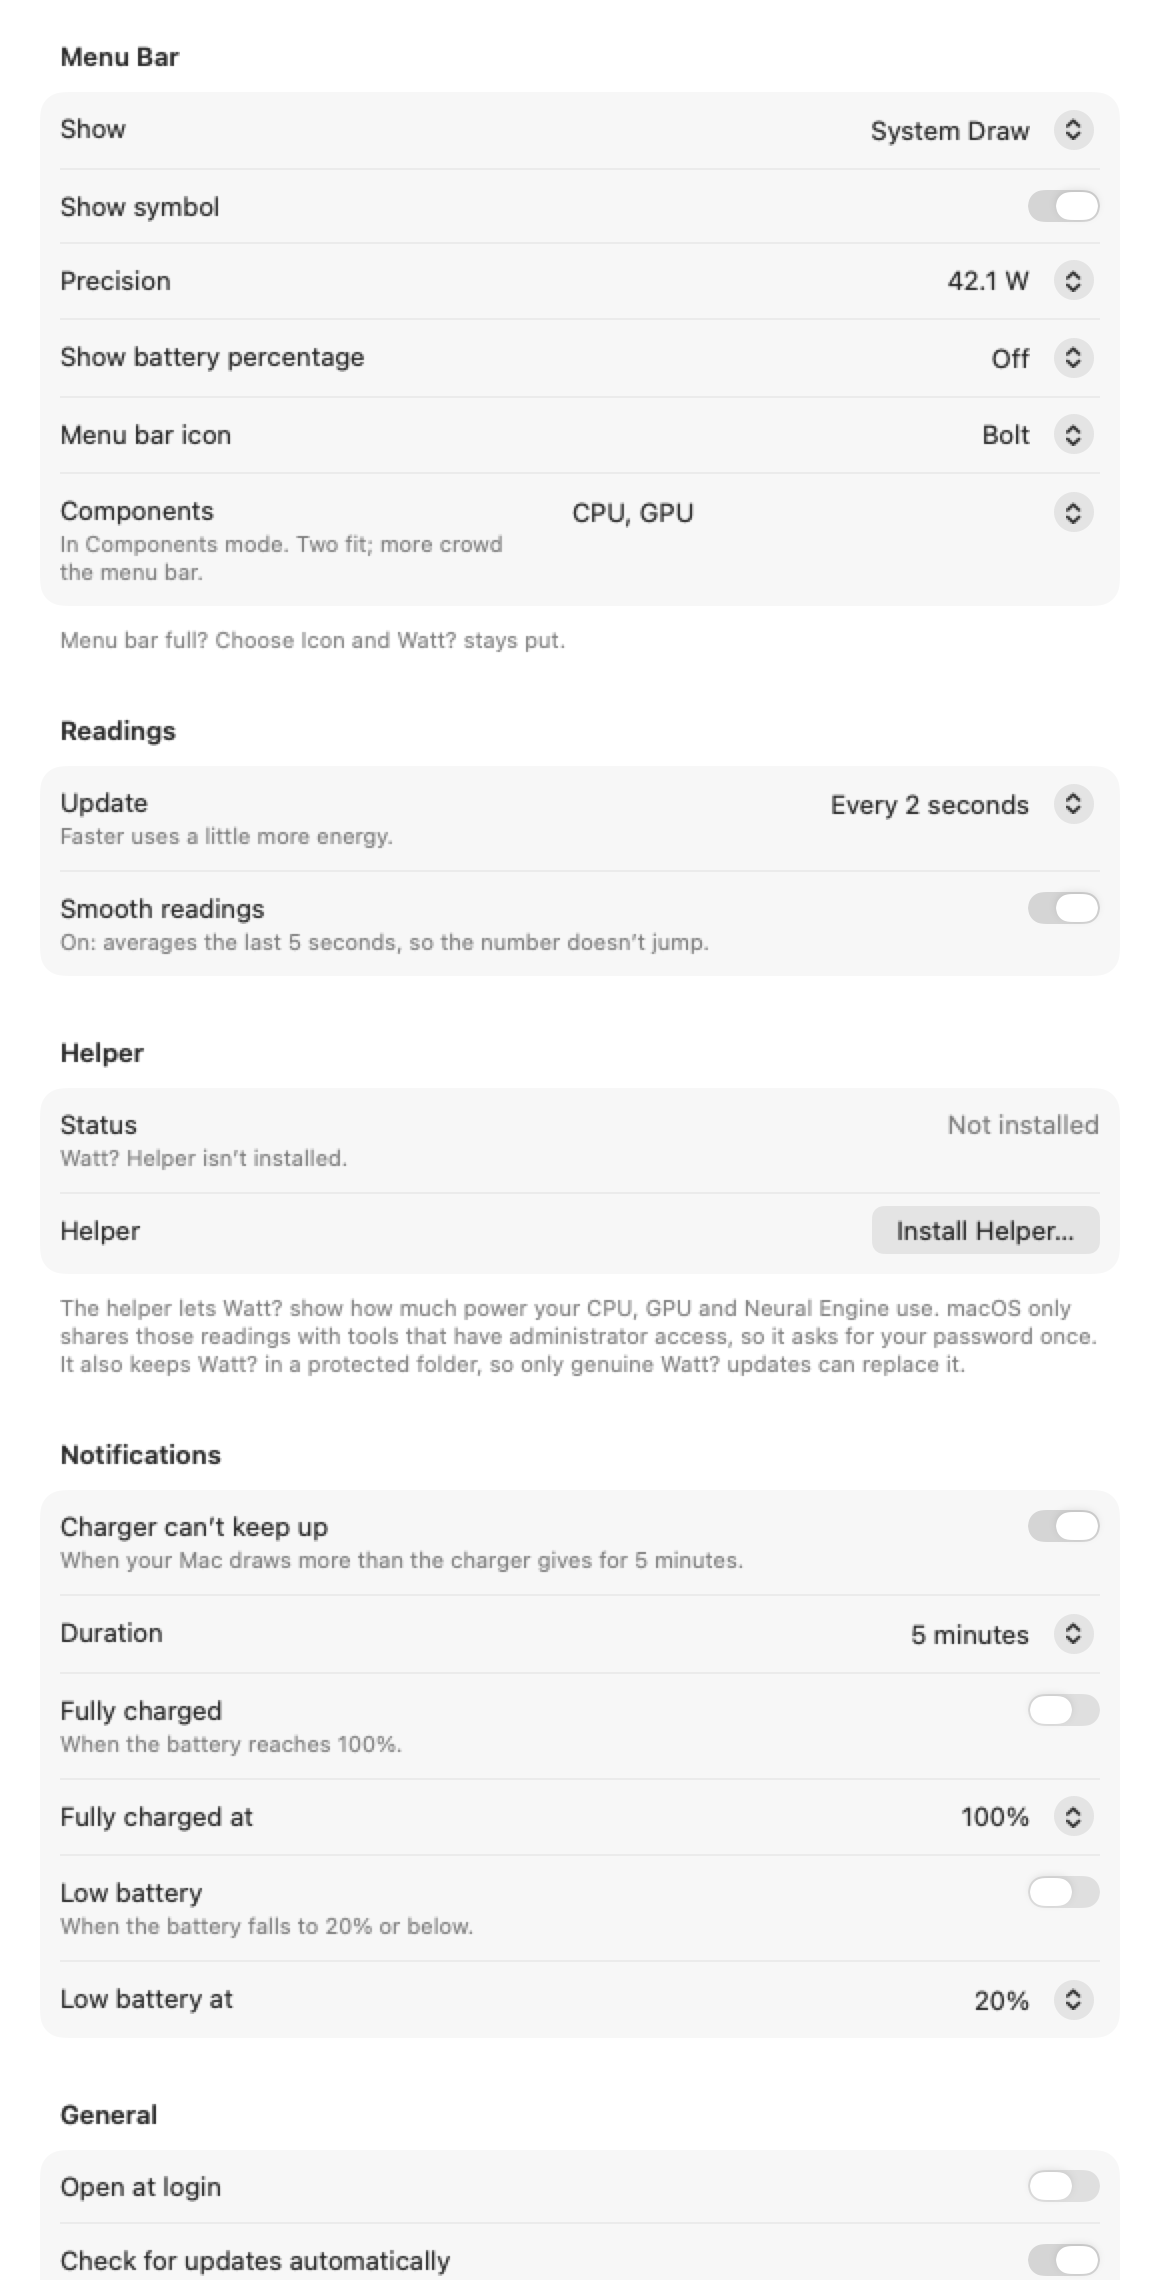 Menu Bar
Show
System Draw
Show symbol
Precision
42.1 W
Show battery percentage
Off
Menu bar icon
Bolt
Components
CPU, GPU
In Components mode. Two fit; more crowd
the menu bar.
Menu bar full? Choose Icon and Watt? stays put.
Readings
Update
Every 2 seconds
Faster uses a little more energy.
Smooth readings
On: averages the last 5 seconds, so the number doesn’t jump.
Helper
Status
Not installed
Watt? Helper isn’t installed.
Helper
Install Helper...
The helper lets Watt? show how much power your CPU, GPU and Neural Engine use. macOS only
shares those readings with tools that have administrator access, so it asks for your password once.
It also keeps Watt? in a protected folder, so only genuine Watt? updates can replace it.
Notifications
Charger can’t keep up
When your Mac draws more than the charger gives for 5 minutes.
Duration
5 minutes
Fully charged
When the battery reaches 100%.
Fully charged at
100%
Low battery
When the battery falls to 20% or below.
Low battery at
20%
General
Open at login
Check for updates automatically